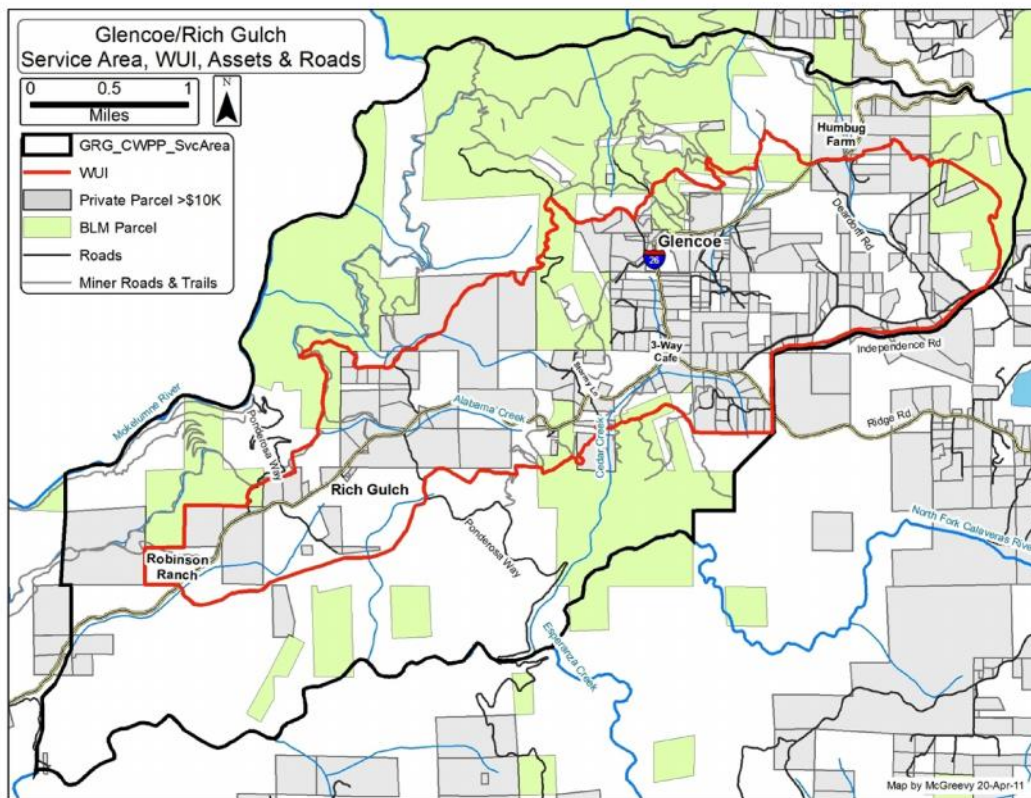 Glencoe/Rich Gulch
Service Area, WUI, Assets & Roads
0 0.5 1
Miles
N
GRG_CWPP_SvcArea
WUI
Private Parcel >$10K
BLM Parcel
Roads
Miner Roads & Trails
Humbug
Farm
Deardorff Rd
Glencoe
26
3-Way
Cafe
Independence Rd
Stormy Ln
Ridge Rd
Mokelumne River
Alabama Creek
Cedar Creek
Ponderosa Way
Rich Gulch
Ponderosa Way
North Fork Calaveras River
Robinson
Ranch
Esperanza Creek
Map by McGreevy 20-Apr-11